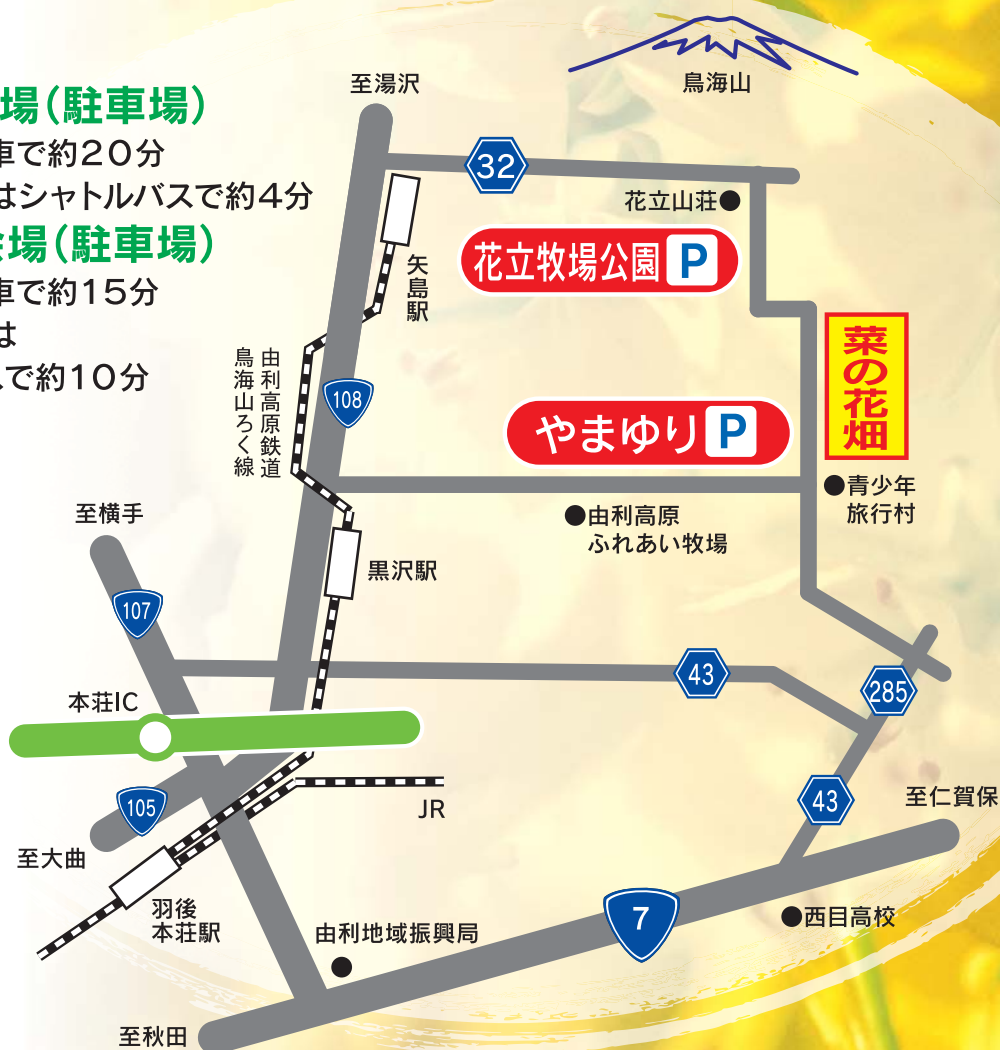 場（駐車場）
車で約20分
はシャトルバスで約4分
会場（駐車場）
車で約15分
は
スで約10分
至湯沢
鳥海山
32
花立山荘
花立牧場公園 P
矢島駅
由利高原鉄道
鳥海山ろく線
108
菜の花畑
やまゆり P
青少年
旅行村
由利高原
ふれあい牧場
至横手
黒沢駅
107
43
285
本荘IC
105
JR
43
至仁賀保
至大曲
羽後
本荘駅
由利地域振興局
7
西目高校
至秋田